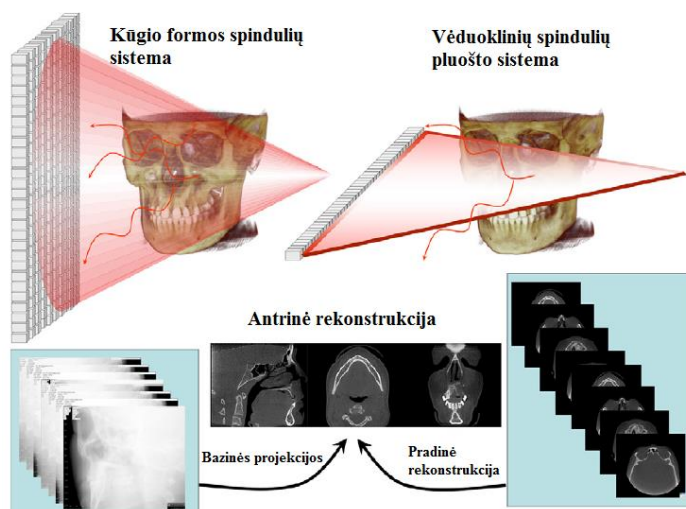 Kūgio formos spindulių
sistema
Vėduoklinių spindulių
pluošto sistema
Antrinė rekonstrukcija
Bazinės projekcijos
Pradinė
rekonstrukcija